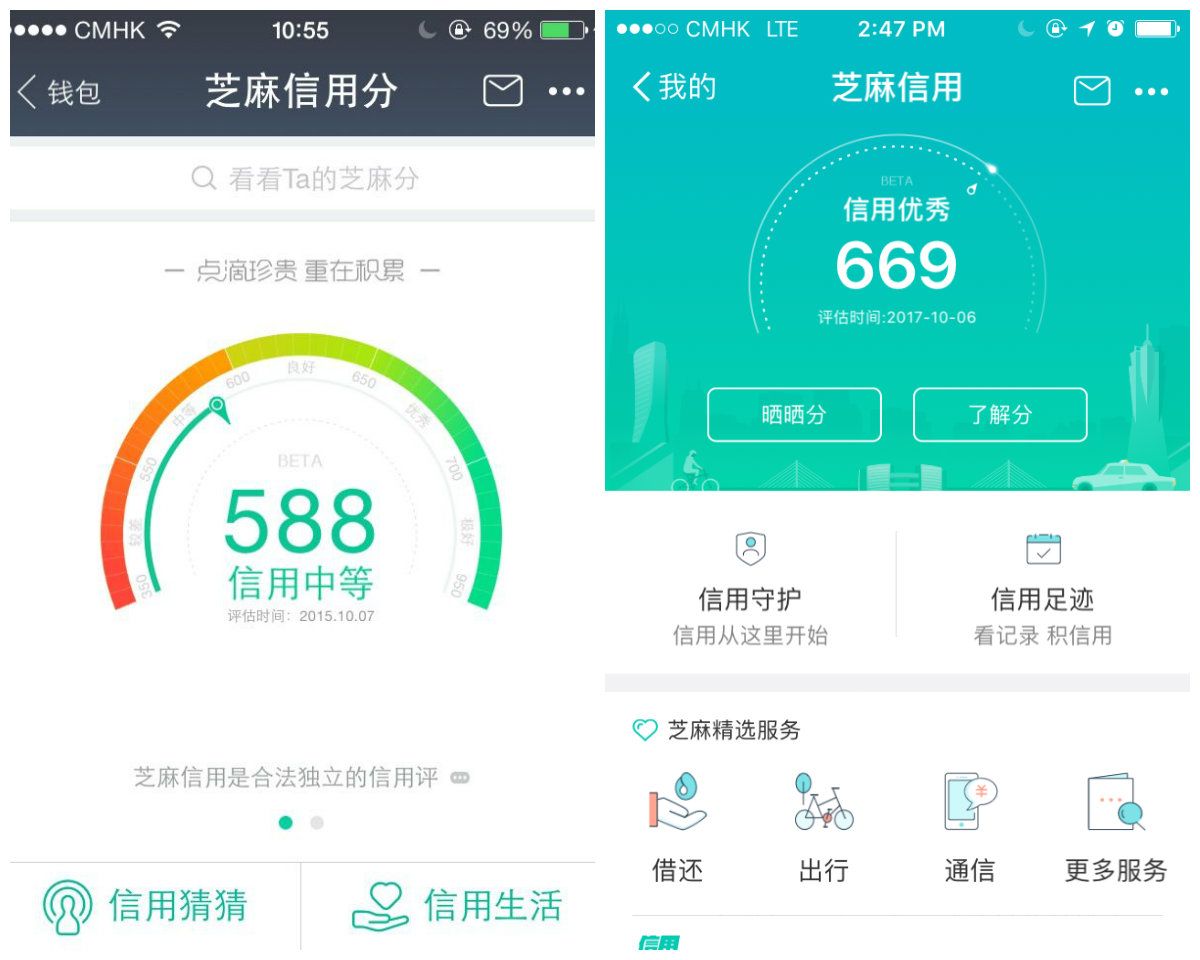 CMHK 10:55 69%
钱包 芝麻信用分
看看Ta的芝麻分
点滴珍贵 重在积累
350
较差
550
中等
600
良好
650
优秀
700
极好
950
BETA
588
信用中等
评估时间：2015.10.07
芝麻信用是合法独立的信用评
信用猜猜 信用生活
CMHK LTE 2:47 PM
我的 芝麻信用
BETA
信用优秀
669
评估时间:2017-10-06
晒晒分 了解分
信用守护 信用足迹
信用从这里开始 看记录 积信用
芝麻精选服务
借还 出行 通信 更多服务
信用